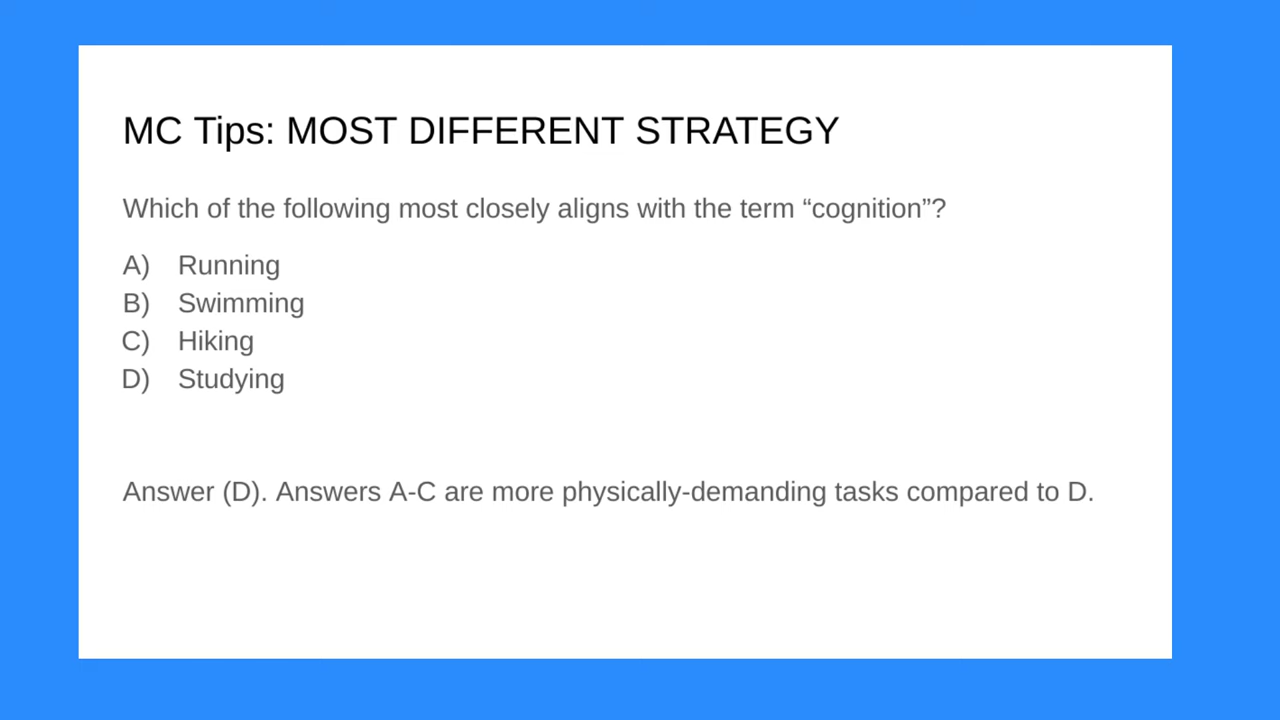 MC Tips: MOST DIFFERENT STRATEGY
Which of the following most closely aligns with the term “cognition”?
A) Running
B) Swimming
C) Hiking
D) Studying
Answer (D). Answers A-C are more physically-demanding tasks compared to D.